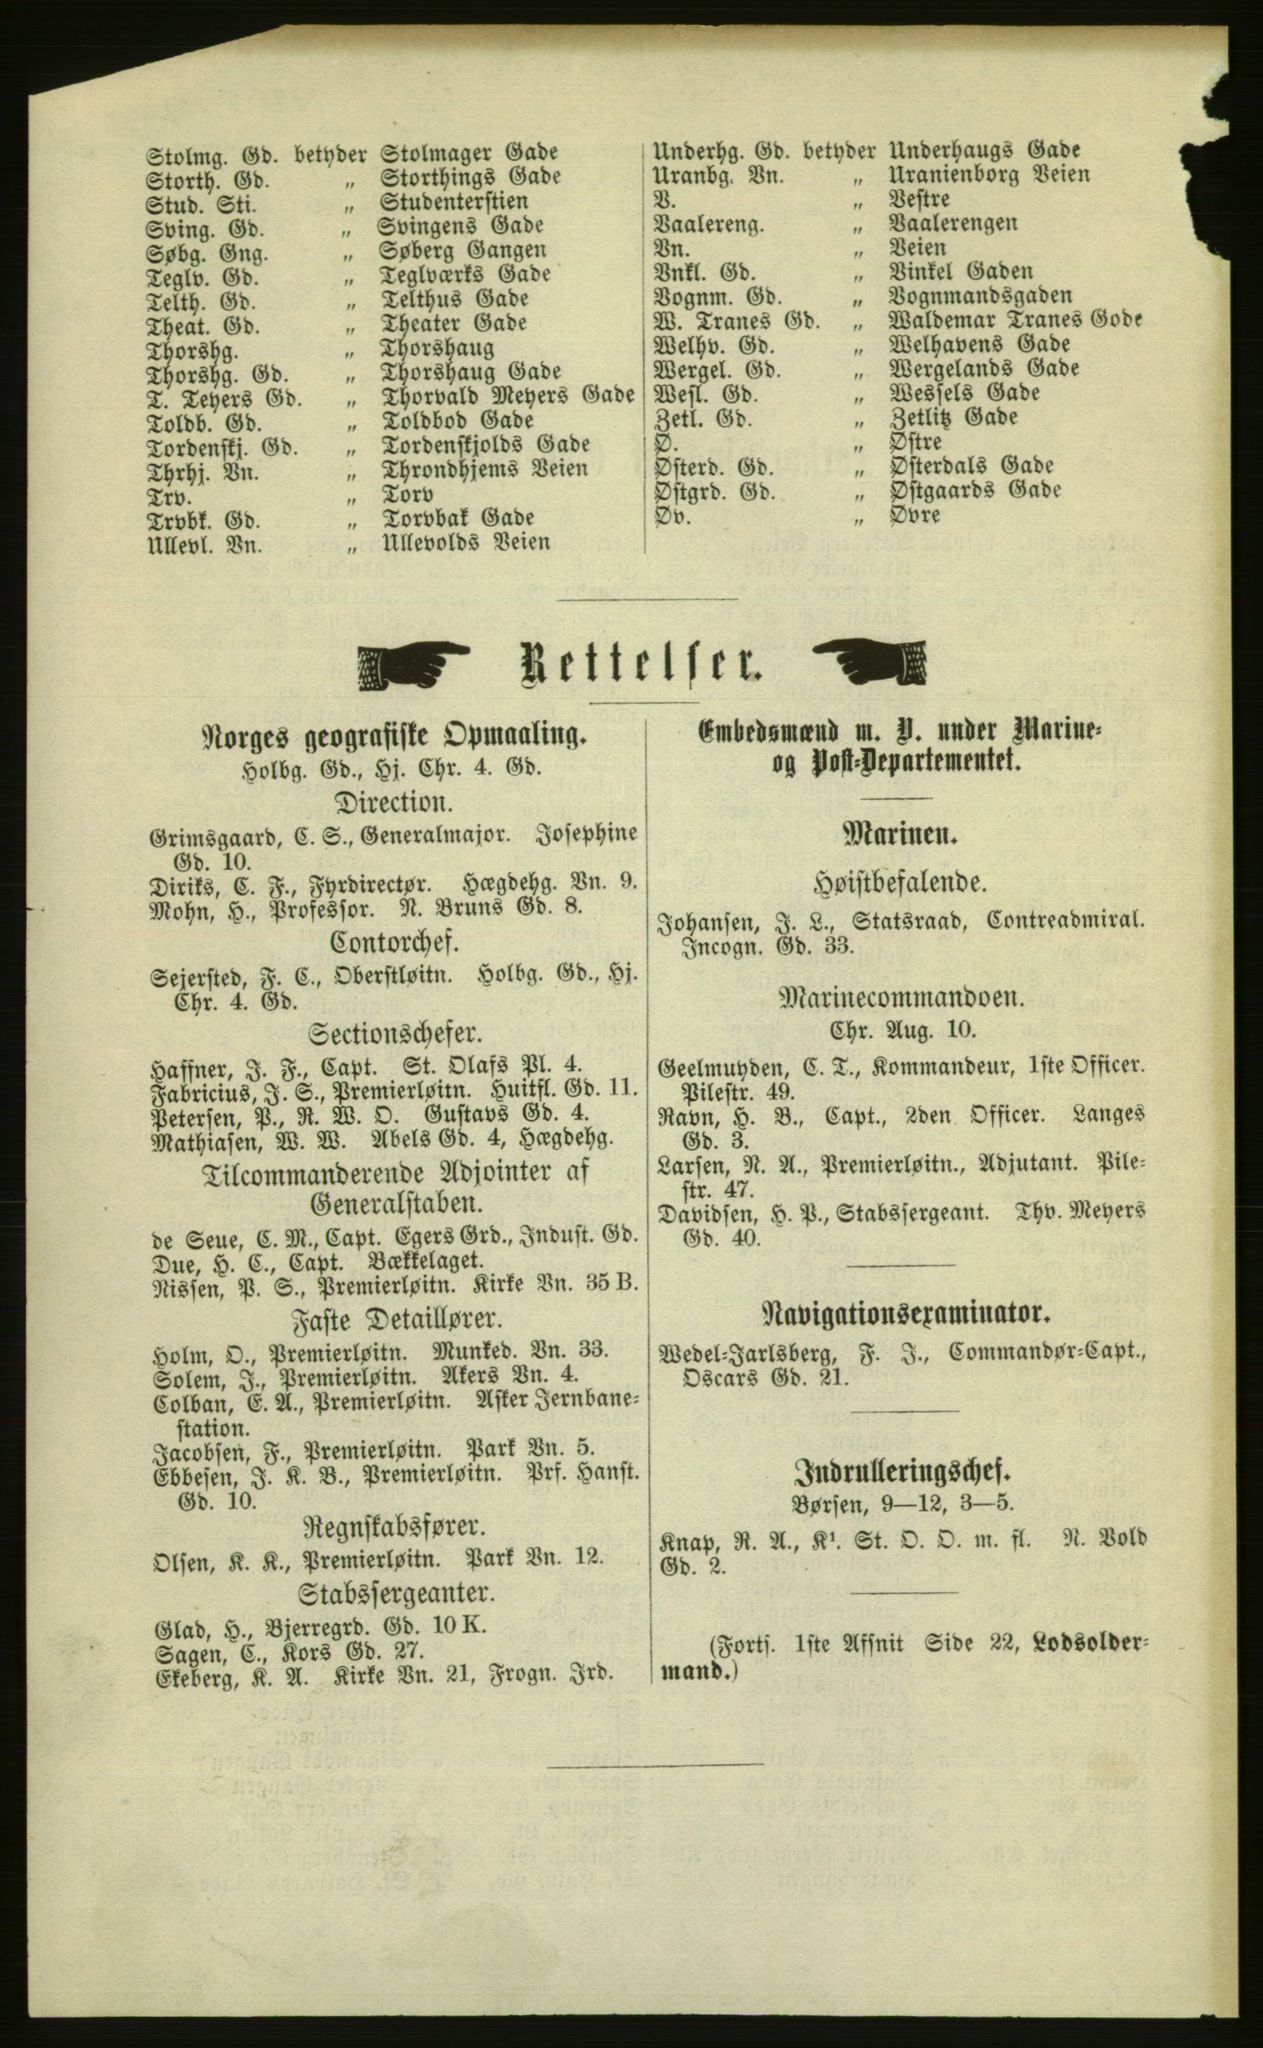 Stolmg. Gd. betyder Stolmager Gade
Storth. Gd. „ Storthings Gade
Stud. Sti. „ Studenterstien
Sving. Gd. „ Svingens Gade
Søbg. Gng. „ Søberg Gangen
Teglv. Gd. „ Teglværks Gade
Telth. Gd. „ Telthus Gade
Theat. Gd. „ Theater Gade
Thorshg. „ Thorshaug
Thorshg. Gd. „ Thorshaug Gade
T. Teyers Gd. „ Thorvald Meyers Gade
Toldb. Gd. „ Toldbod Gade
Tordenskj. Gd. „ Tordenskjolds Gade
Thrhj. Vn. „ Throndhjems Veien
Trv. „ Torv
Trvbk. Gd. „ Torvbak Gade
Ullevl. Vn. „ Ullevolds Veien
Underhg. Gd. betyder Underhaugs Gade
Uranbg. Vn. „ Uranienborg Veien
V. „ Vestre
Vaalereng. „ Vaalerengen
Vn. „ Veien
Vnkl. Gd. „ Vinkel Gaden
Vognm. Gd. „ Vognmandsgaden
W. Tranes Gd. „ Waldemar Tranes Gode
Welhv. Gd. „ Welhavens Gade
Wergel. Gd. „ Wergelands Gade
Wesl. Gd. „ Wessels Gade
Zetl. Gd. „ Zetlitz Gade
Ø. „ Østre
Østerd. Gd. „ Østerdals Gade
Østgrd. Gd. „ Østgaards Gade
Øv. „ Øvre
Rettelser.
Norges geografiske Opmaaling.
Holbg. Gd., Hj. Chr. 4. Gd.
Direction.
Grimsgaard, C. S., Generalmajor. Josephine
Gd. 10.
Diriks, C. F., Fyrdirectør. Hægdehg. Vn. 9.
Mohn, H., Professor. N. Bruns Gd. 8.
Contorchef.
Sejersted, F. C., Oberstløitn. Holbg. Gd., Hj.
Chr. 4. Gd.
Sectionschefer.
Haffner, J. F., Capt. St. Olafs Pl. 4.
Fabricius, J. S., Premierløitn. Huitfl. Gd. 11.
Petersen, P., R. W. O. Gustavs Gd. 4.
Mathiasen, W. W. Abels Gd. 4, Hægdehg.
Tilcommanderende Adjointer af
Generalstaben.
de Seue, C. M., Capt. Egers Grd., Indust. Gd.
Due, H. C., Capt. Bækkelaget.
Nissen, P. S., Premierløitn. Kirke Vn. 35 B.
Faste Detaillører.
Holm, O., Premierløitn. Munked. Vn. 33.
Solem, J., Premierløitn. Akers Vn. 4.
Colban, E. A., Premierløitn. Asker Jernbane-
station.
Jacobsen, F., Premierløitn. Park Vn. 5.
Ebbesen, J. K. B., Premierløitn. Prf. Hanst.
Gd. 10.
Regnskabsfører.
Olsen, K. K., Premierløitn. Park Vn. 12.
Stabssergeanter.
Glad, H., Bjerregrd. Gd. 10 K.
Sagen, C., Kors Gd. 27.
Ekeberg, K. A. Kirke Vn. 21, Frogn. Jrd.
Embedsmænd m. V. under Marine-
og Post-Departementet.
Marinen.
Høistbefalende.
Johansen, J. L., Statsraad, Contreadmiral.
Incogn. Gd. 33.
Marinecommandoen.
Chr. Aug. 10.
Geelmuyden, C. T., Kommandeur, 1ste Officer.
Pilestr. 49.
Ravn, H. B., Capt., 2den Officer. Langes
Gd. 3.
Larsen, N. A., Premierløitn., Adjutant. Pile-
str. 47.
Davidsen, H. P., Stabssergeant. Thv. Meyers
Gd. 40.
Navigationsexaminator.
Wedel-Jarlsberg, F. J., Commandør-Capt.,
Oscars Gd. 21.
Indrulleringschef.
Børsen, 9—12, 3—5.
Knap, R. A., K¹. St. O. O. m. fl. N. Vold
Gd. 2.
(Forts. 1ste Afsnit Side 22, Lodsolder-
mand.)